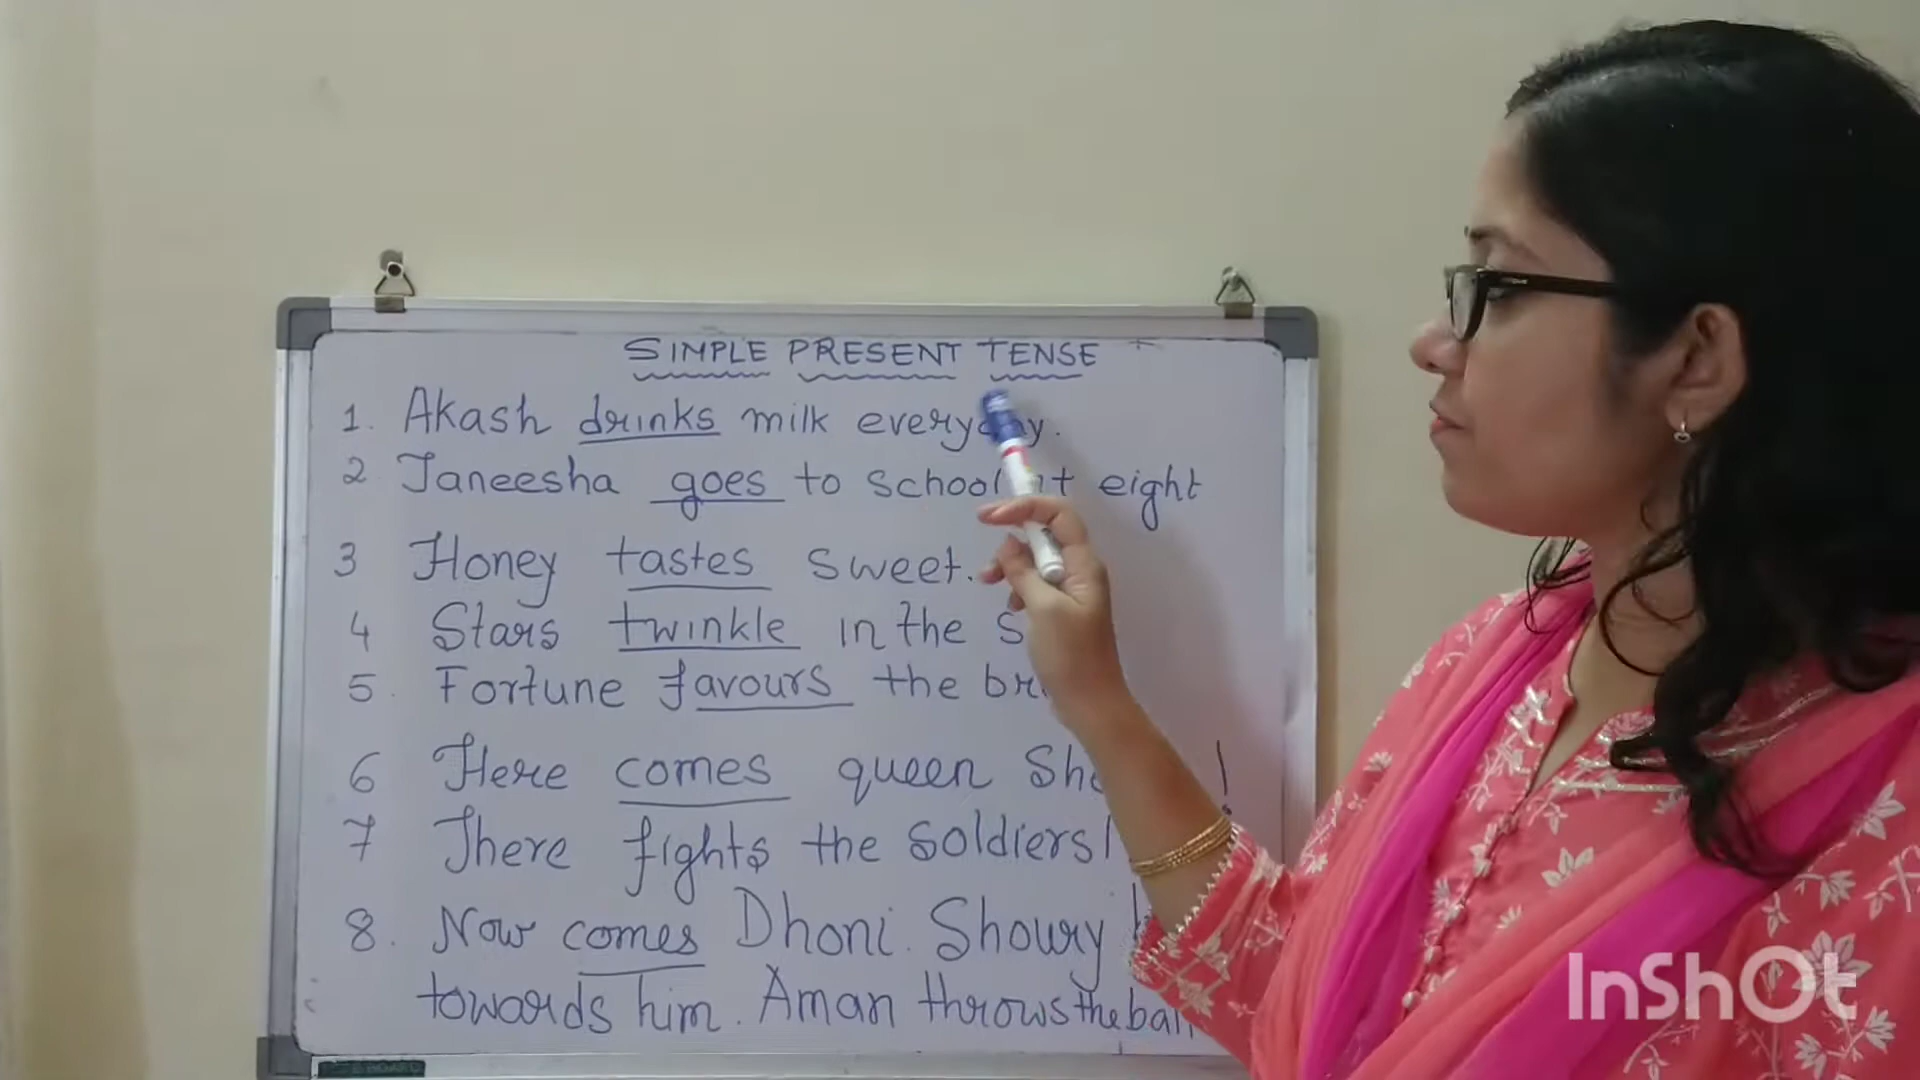 SIMPLE PRESENT TENSE
1. Akash drinks milk everyday.
2 Janeesha goes to school at eight
3 Honey tastes sweet.
4 Stars twinkle in the
5. Fortune favours the
6 Here comes queen !
7 There fights the soldiers!
8. Now comes Dhoni. Showry
towards him. Aman throws the ball
InShOt